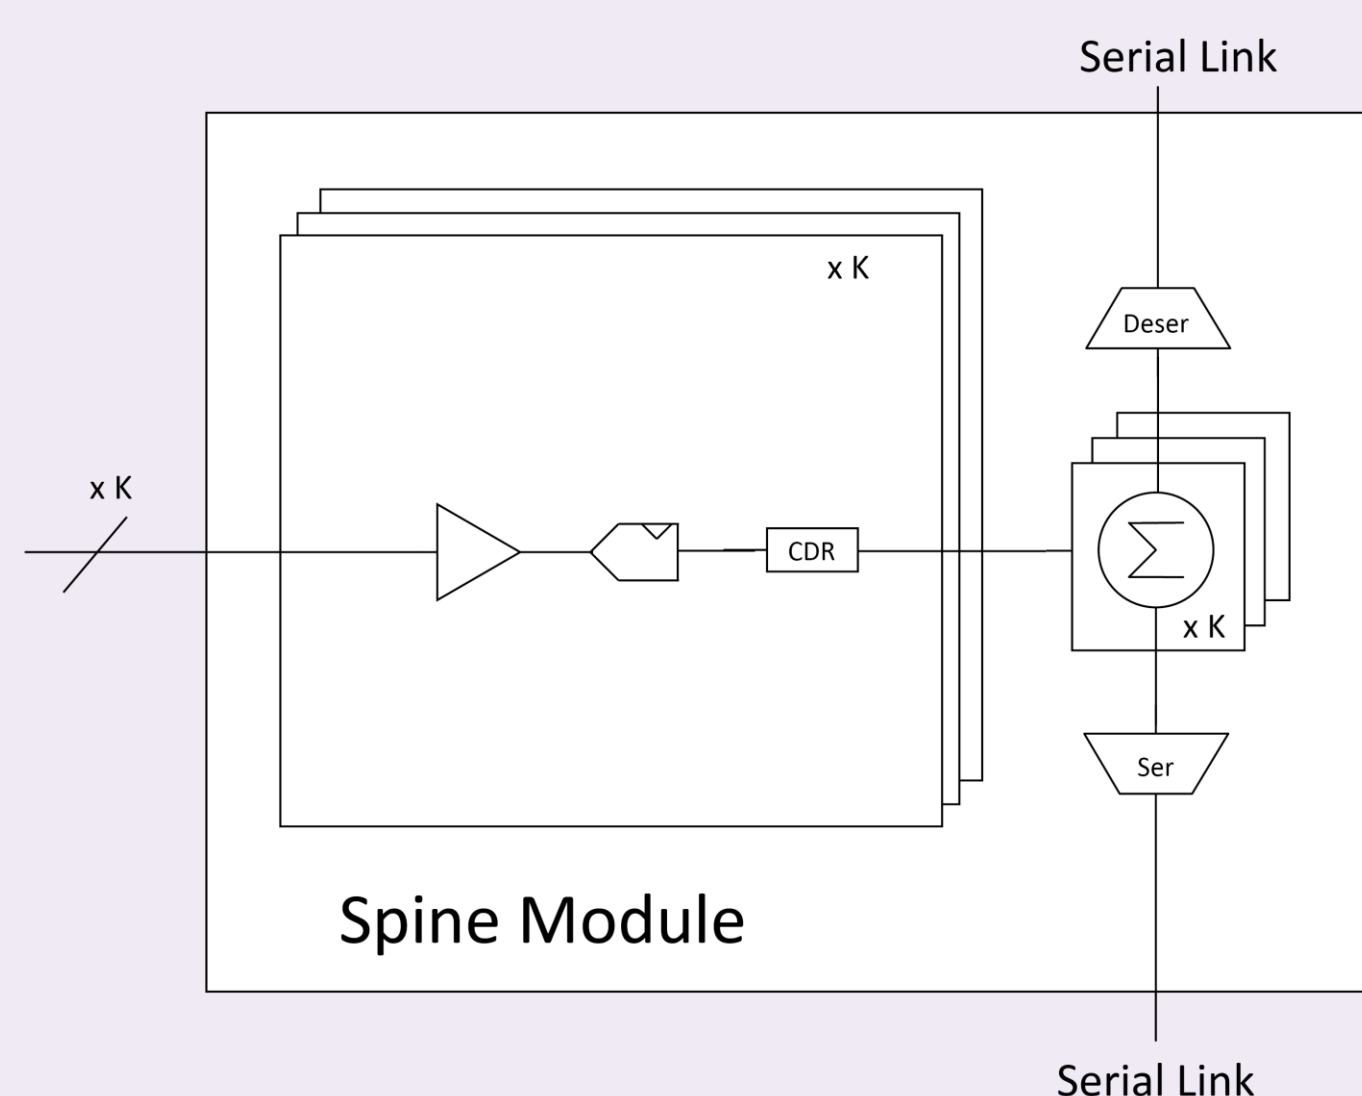 Serial Link
x K
Deser
x K
CDR
Σ
x K
Ser
Spine Module
Serial Link